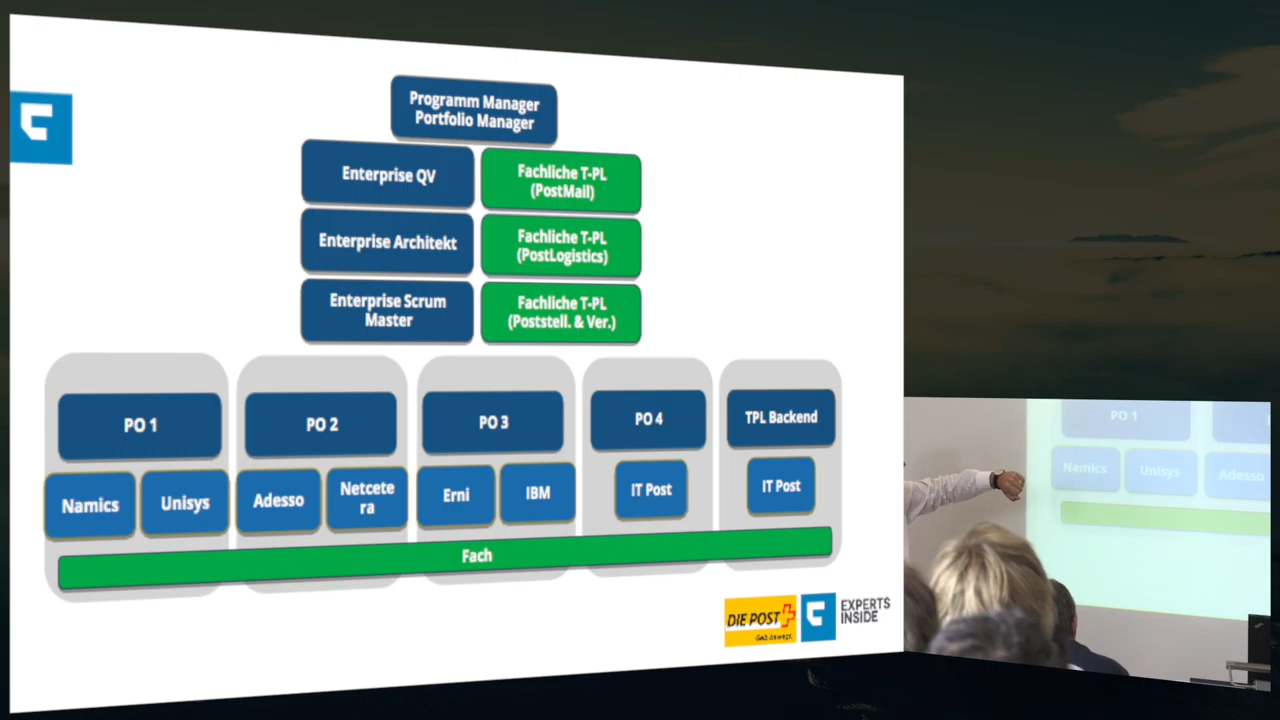 Programm Manager
Portfolio Manager
Enterprise QV
Fachliche T-PL
(PostMail)
Enterprise Architekt
Fachliche T-PL
(PostLogistics)
Enterprise Scrum
Master
Fachliche T-PL
(Poststell. & Ver.)
PO 1
PO 2
PO 3
PO 4
TPL Backend
Namics
Unisys
Adesso
Netcete
ra
Erni
IBM
IT Post
IT Post
Fach
DIE POST
Gelb bewegt.
EXPERTS
INSIDE
PO 1
Namics
Unisys
Adesso